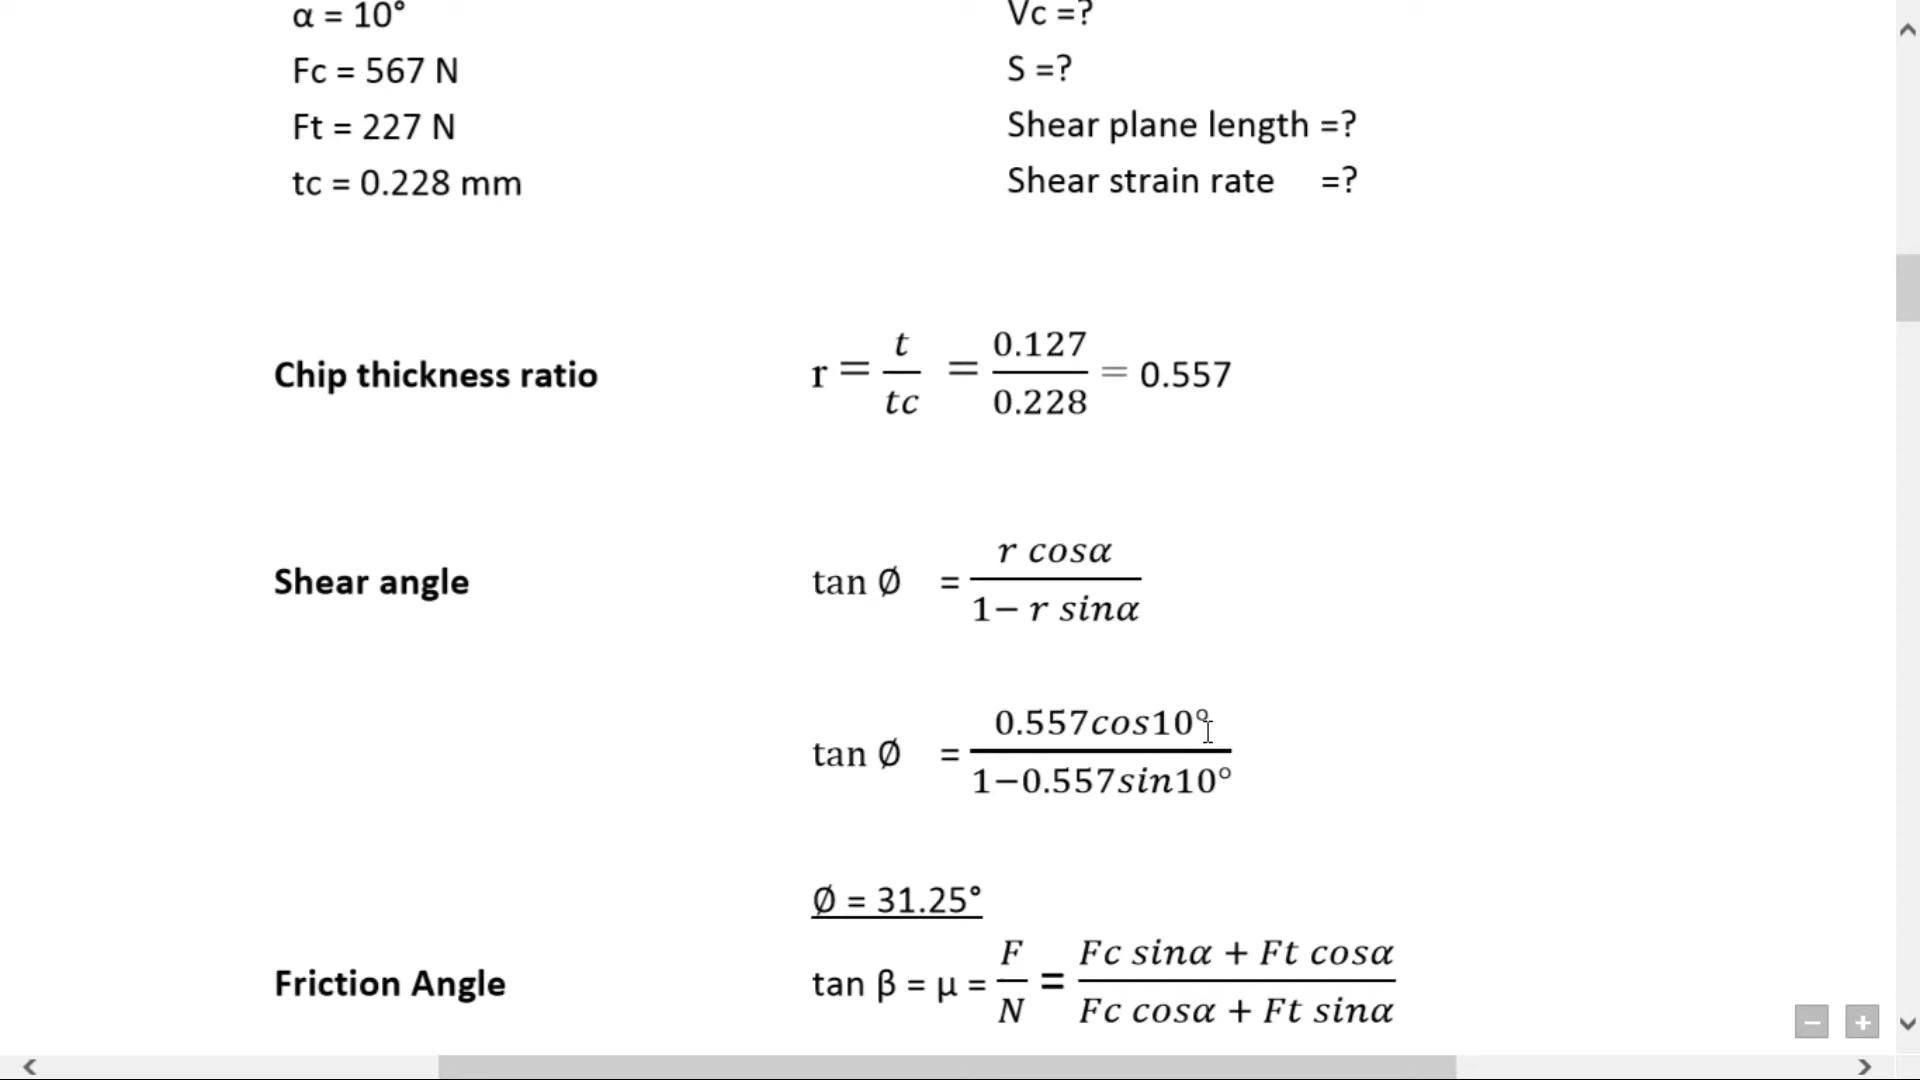 α = 10°
Fc = 567 N
Ft = 227 N
tc = 0.228 mm
Vc =?
S =?
Shear plane length =?
Shear strain rate =?
Chip thickness ratio r = t/tc = 0.127/0.228 = 0.557
Shear angle tan Ø = r cosα / 1− r sinα
tan Ø = 0.557cos10° / 1−0.557sin10°
Ø = 31.25°
Friction Angle tan β = μ = F/N = Fc sinα + Ft cosα / Fc cosα + Ft sinα